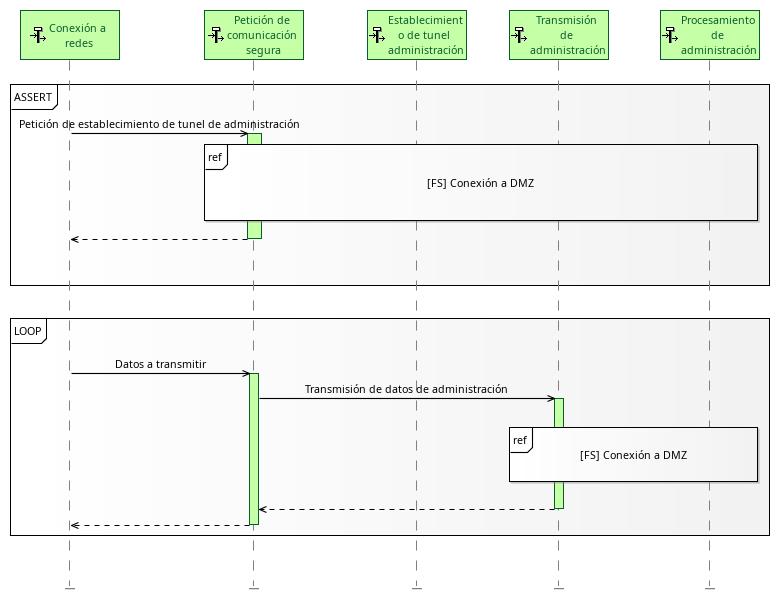 Conexión a
redes
Petición de
comunicación
segura
Establecimient
o de tunel
administración
Transmisión
de
administración
Procesamiento
de
administración
ASSERT
Petición de establecimiento de tunel de administración
ref
[FS] Conexión a DMZ
LOOP
Datos a transmitir
Transmisión de datos de administración
ref
[FS] Conexión a DMZ